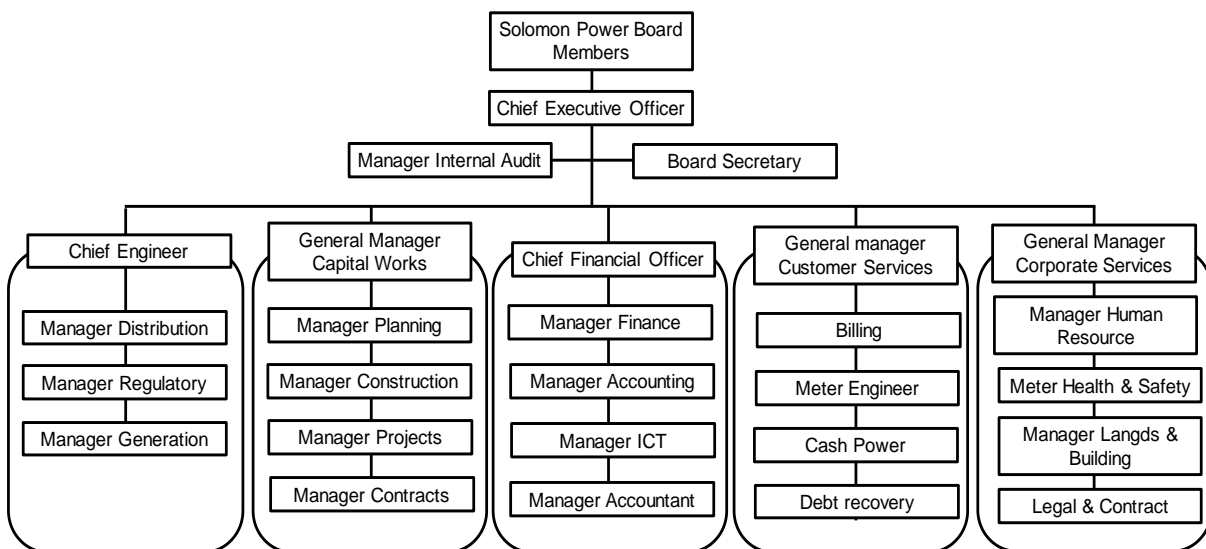 Solomon Power Board
Members
Chief Executive Officer
Manager Internal Audit
Board Secretary
Chief Engineer
Manager Distribution
Manager Regulatory
Manager Generation
General Manager
Capital Works
Manager Planning
Manager Construction
Manager Projects
Manager Contracts
Chief Financial Officer
Manager Finance
Manager Accounting
Manager ICT
Manager Accountant
General manager
Customer Services
Billing
Meter Engineer
Cash Power
Debt recovery
General Manager
Corporate Services
Manager Human
Resource
Meter Health & Safety
Manager Langds &
Building
Legal & Contract